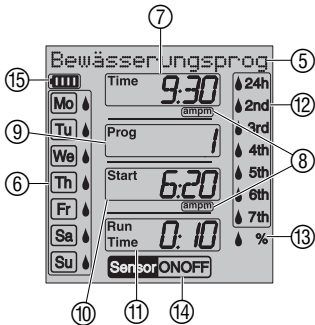 ⑦
Bewässerungsprog ⑤
⑮ Time 9:30 24h
Mo ampm 2nd ⑫
Tu ⑨ Prog 1 3rd
We 4th ⑧
⑥ Th Start 6:20 5th
Fr ampm 6th
Sa Run Time 0:10 7th
Su % ⑬
Sensor ONOFF
⑩ ⑪ ⑭